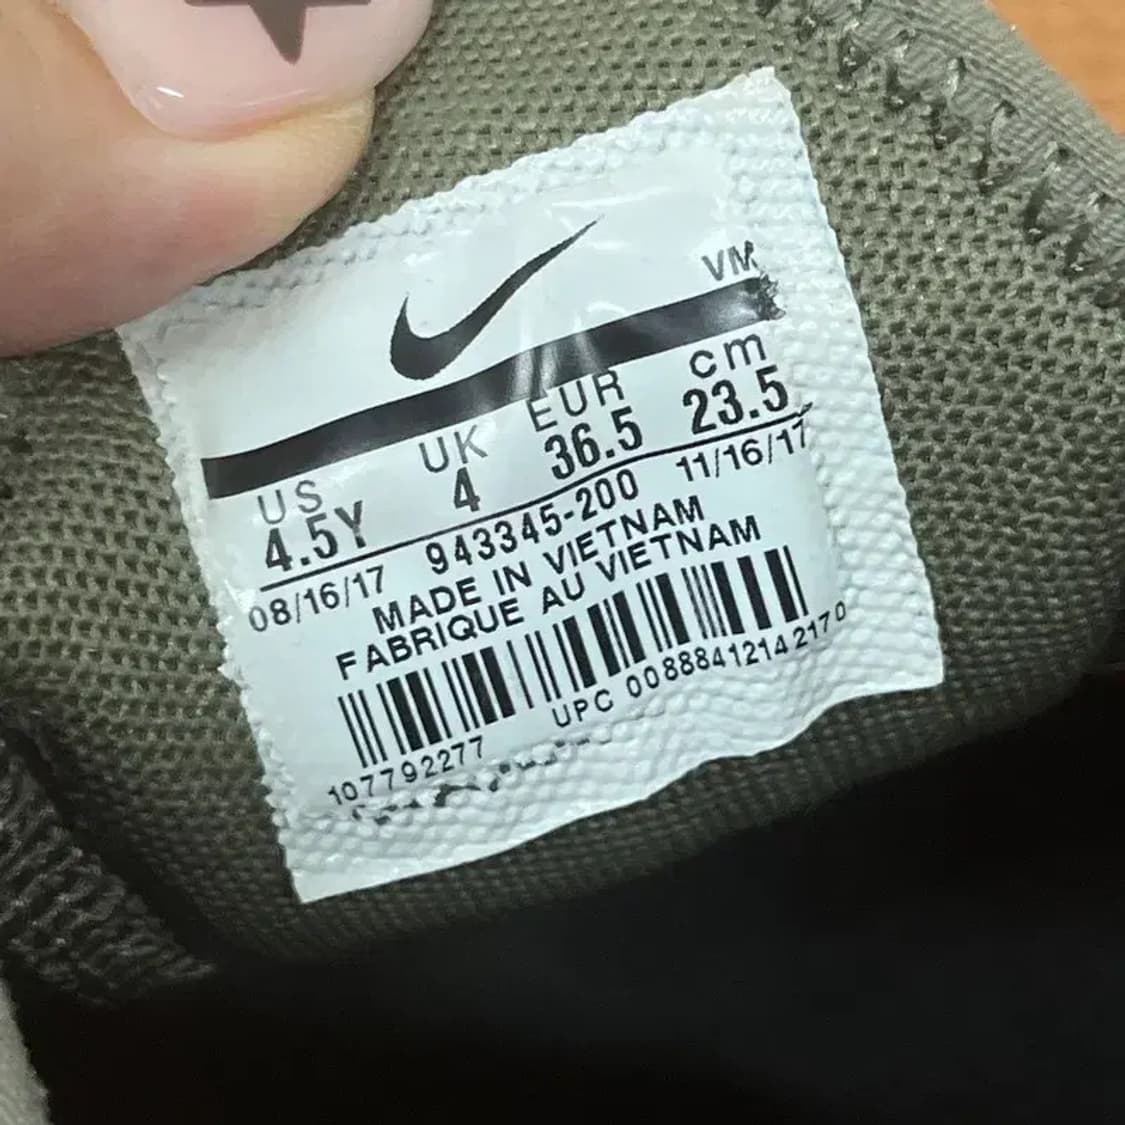 VM
US UK EUR cm
4.5Y 4 36.5 23.5
08/16/17 943345-200 11/16/17
MADE IN VIETNAM
FABRIQUE AU VIETNAM
107792277 UPC 00888412142170